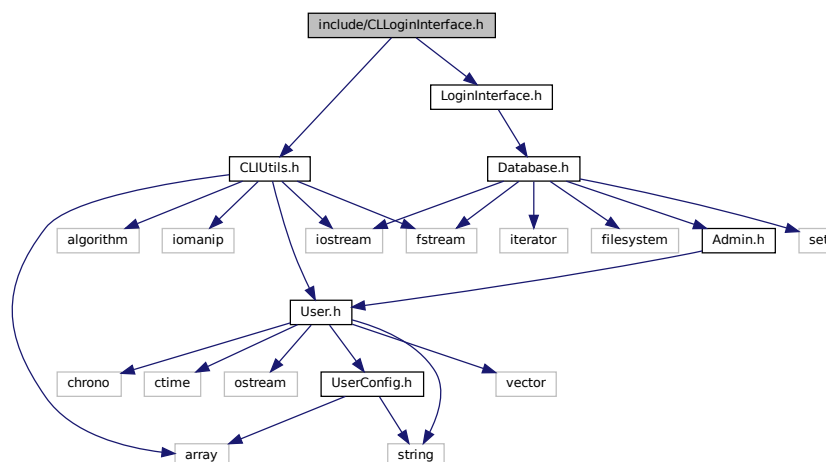 include/CLLoginInterface.h
LoginInterface.h
CLIUtils.h
Database.h
algorithm
iomanip
iostream
fstream
iterator
filesystem
Admin.h
set
User.h
chrono
ctime
ostream
UserConfig.h
vector
array
string